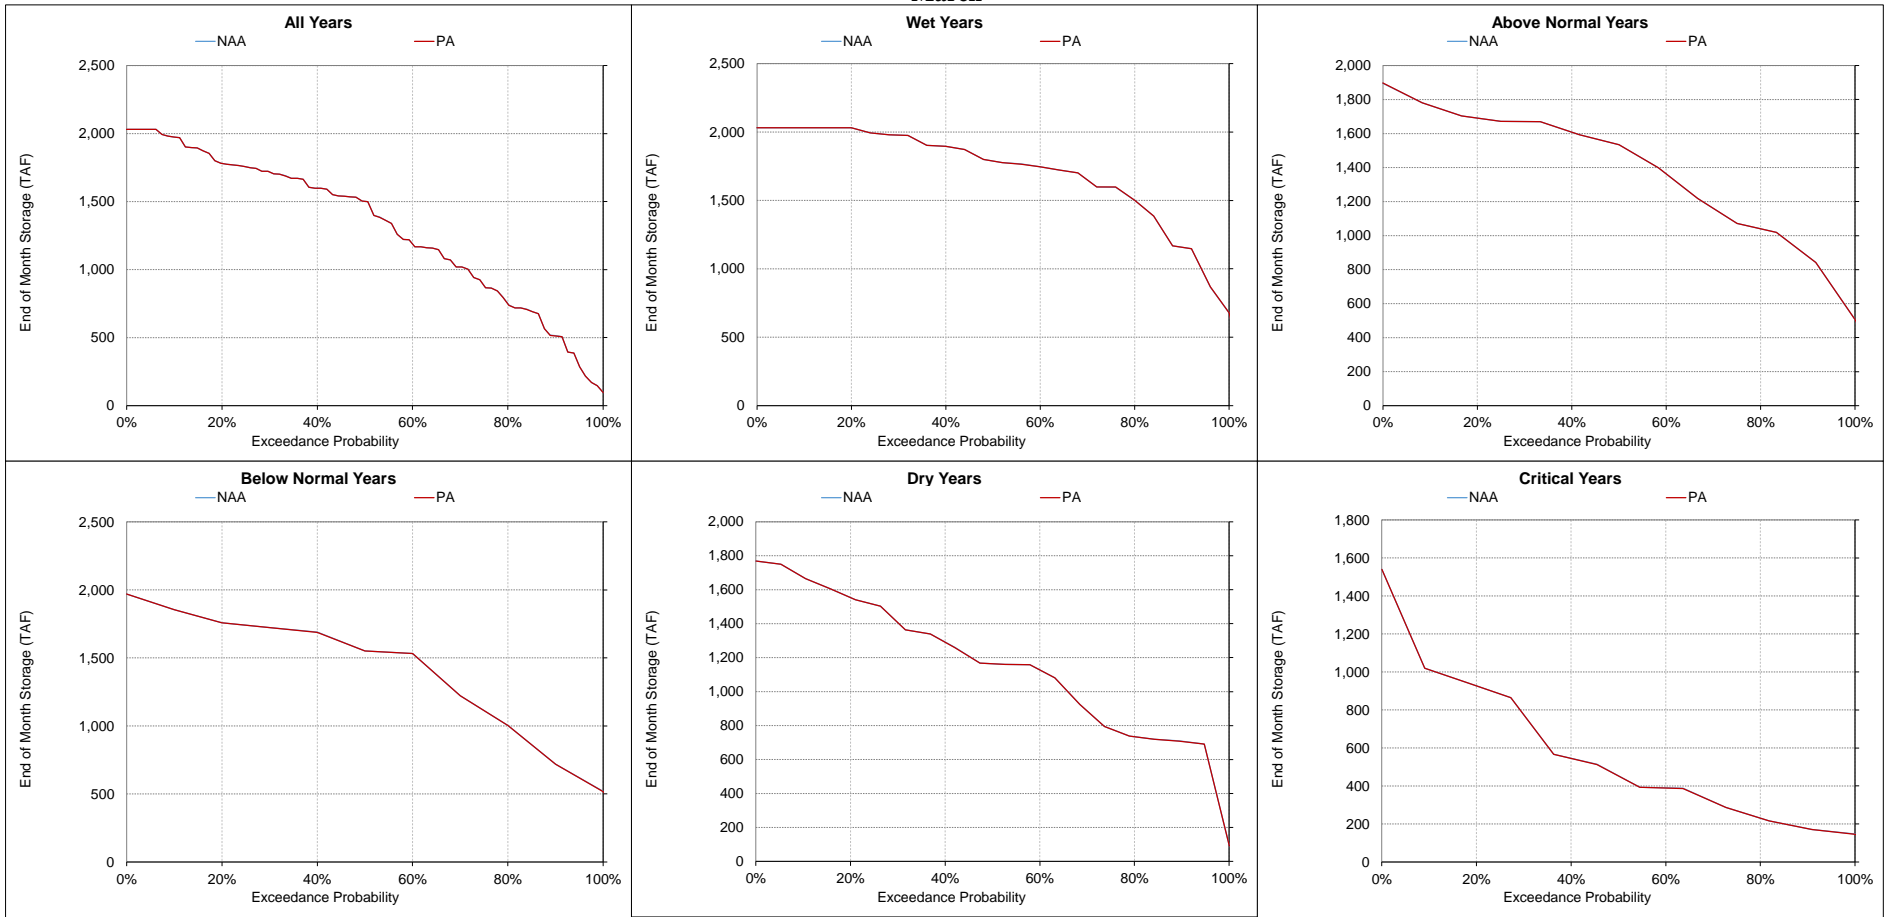 All Years
NAA PA
2,500
2,000
1,500
1,000
500
0
0% 20% 40% 60% 80% 100%
Exceedance Probability
End of Month Storage (TAF)
Wet Years
NAA PA
2,500
2,000
1,500
1,000
500
0
0% 20% 40% 60% 80% 100%
Exceedance Probability
End of Month Storage (TAF)
Above Normal Years
NAA PA
2,000
1,800
1,600
1,400
1,200
1,000
800
600
400
200
0
0% 20% 40% 60% 80% 100%
Exceedance Probability
End of Month Storage (TAF)
Below Normal Years
NAA PA
2,500
2,000
1,500
1,000
500
0
0% 20% 40% 60% 80% 100%
Exceedance Probability
End of Month Storage (TAF)
Dry Years
NAA PA
2,000
1,800
1,600
1,400
1,200
1,000
800
600
400
200
0
0% 20% 40% 60% 80% 100%
Exceedance Probability
End of Month Storage (TAF)
Critical Years
NAA PA
1,800
1,600
1,400
1,200
1,000
800
600
400
200
0
0% 20% 40% 60% 80% 100%
Exceedance Probability
End of Month Storage (TAF)